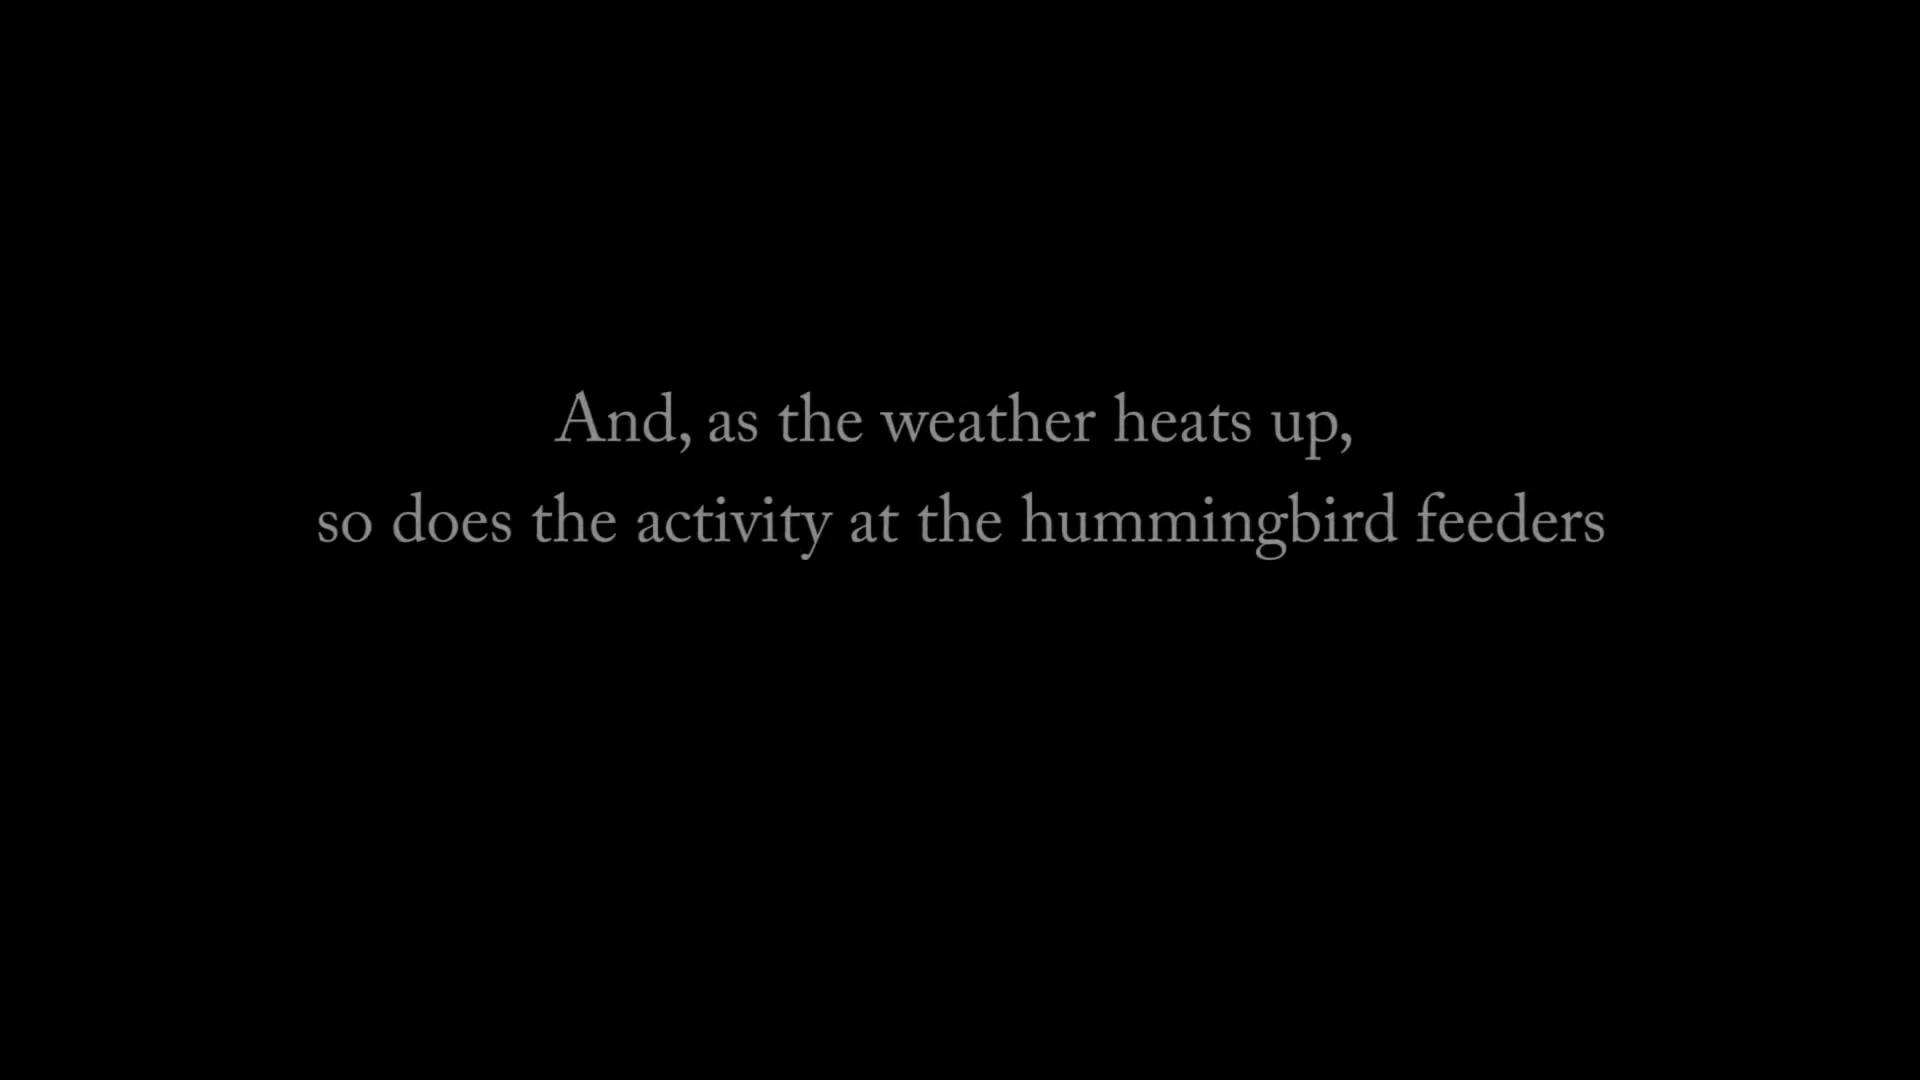 And, as the weather heats up,
so does the activity at the hummingbird feeders